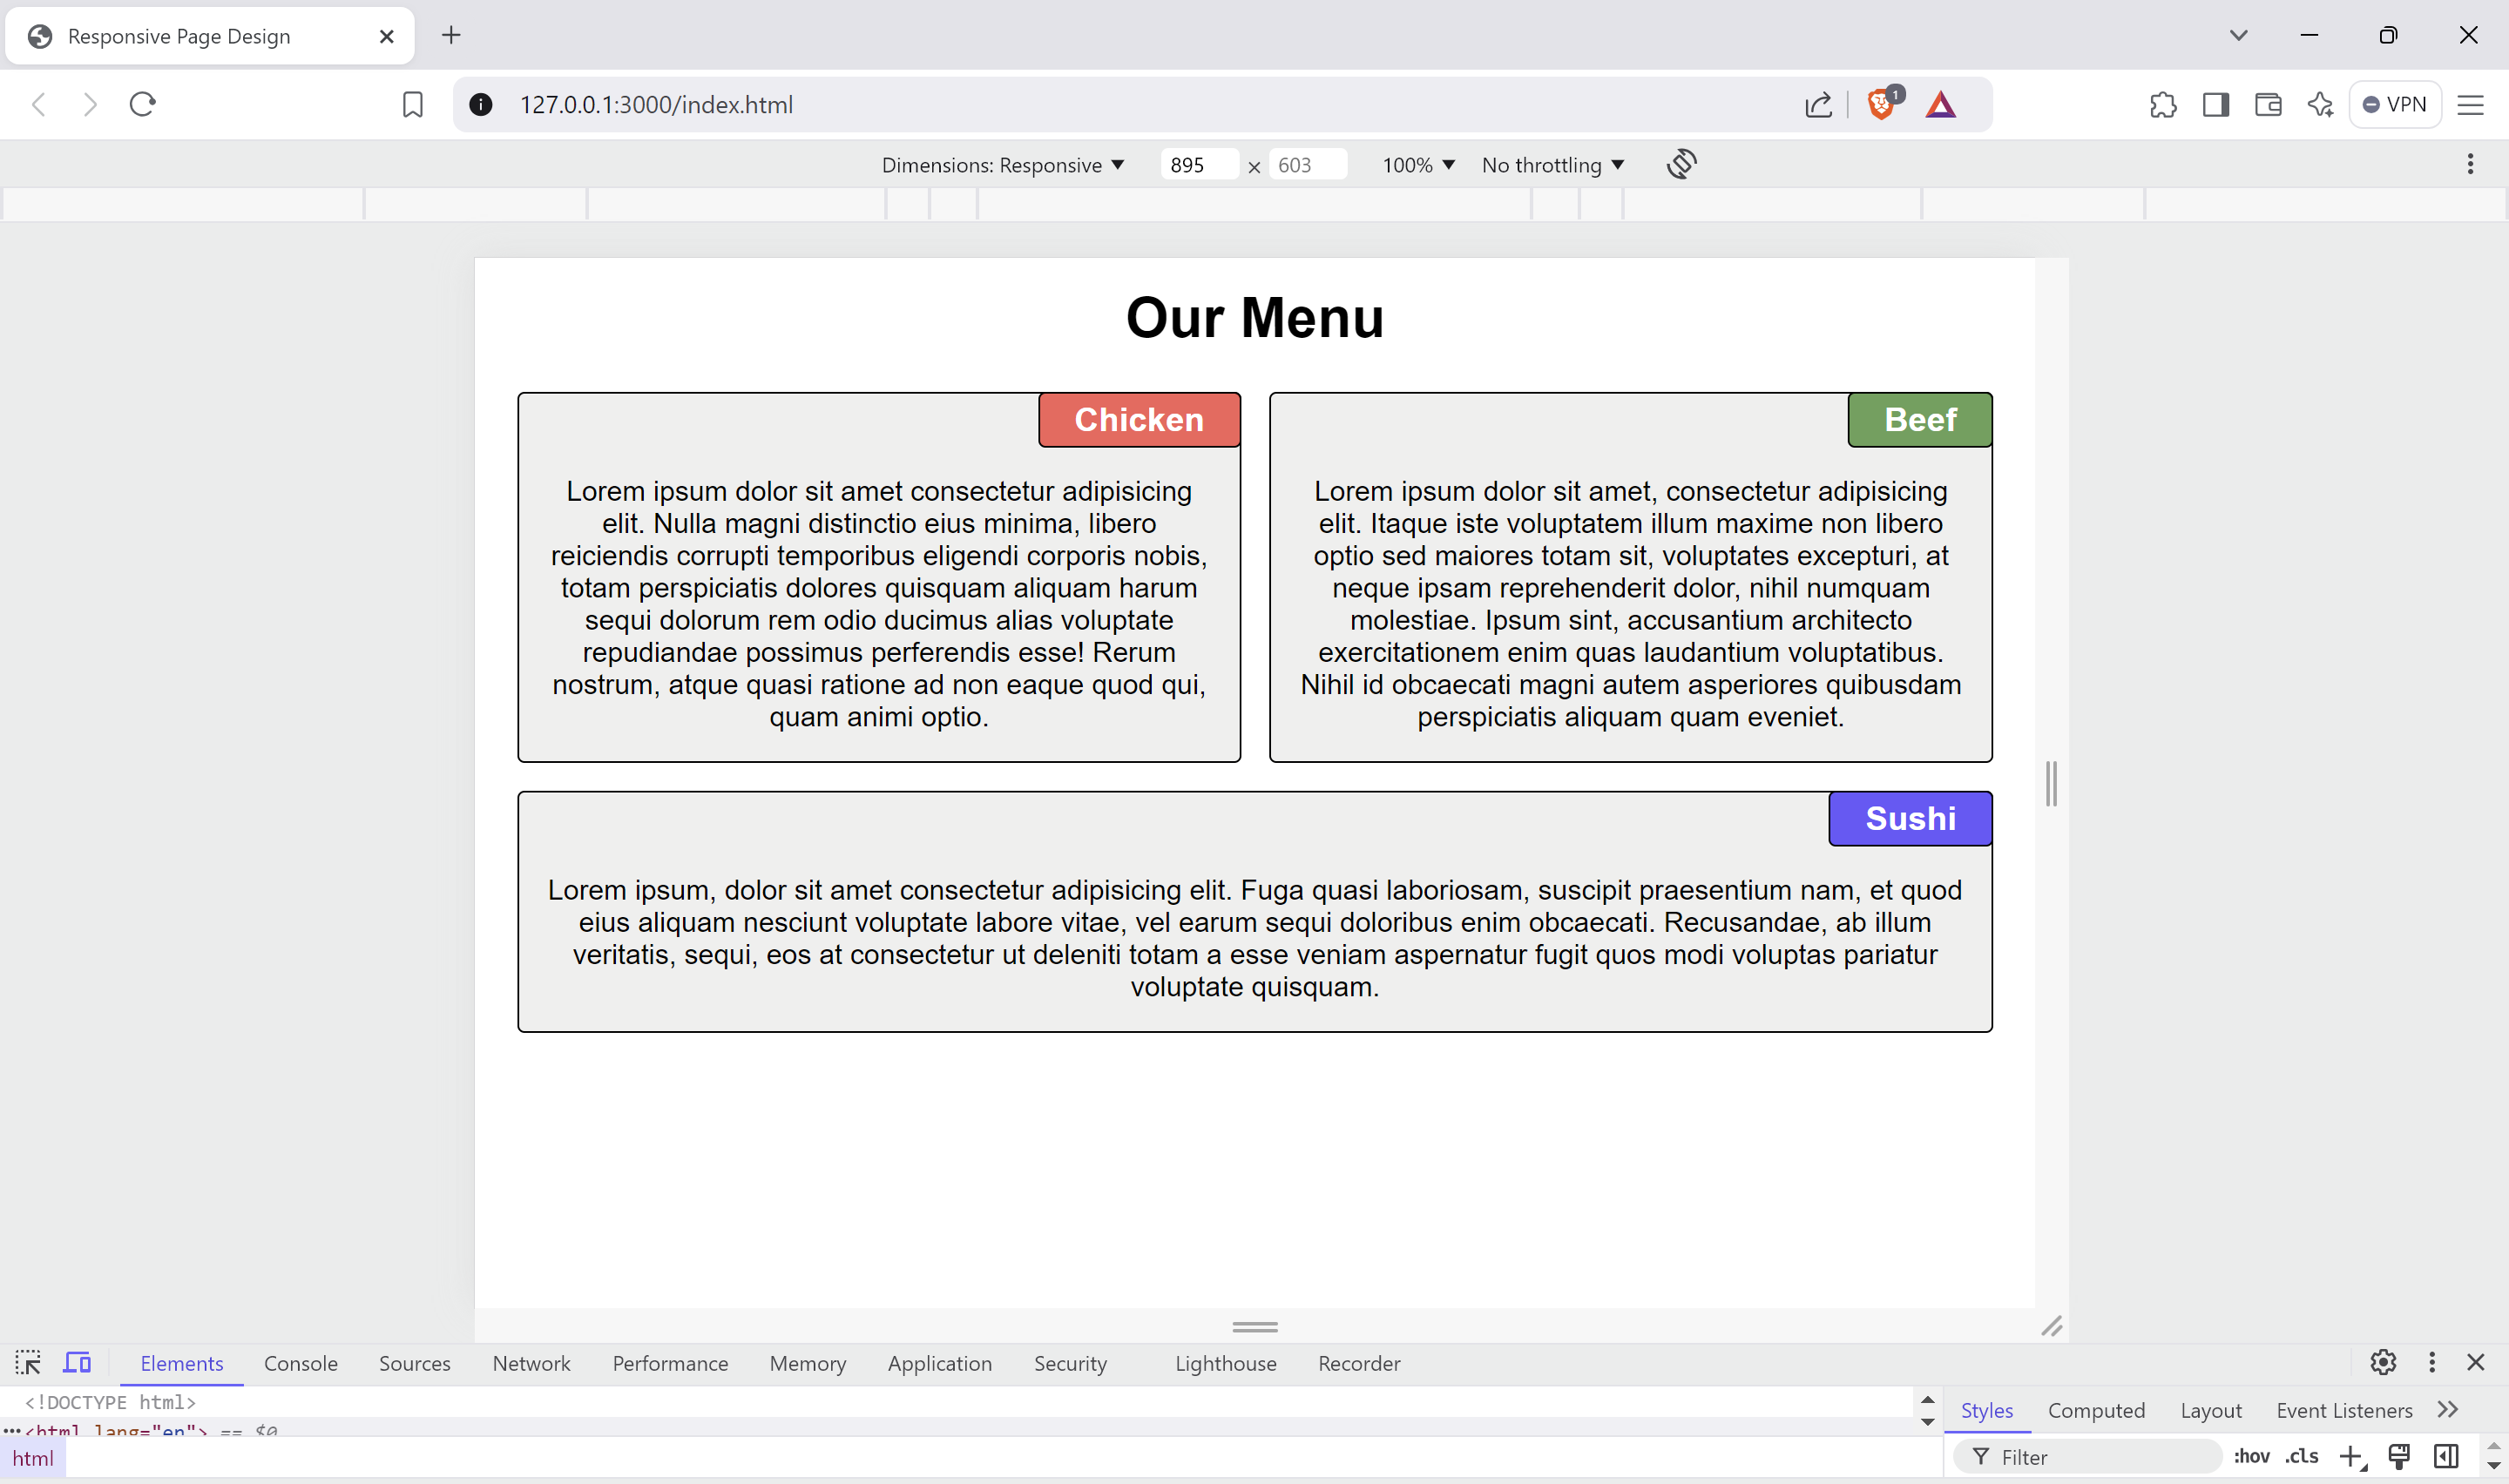 Responsive Page Design
127.0.0.1:3000/index.html
1
VPN
Dimensions: Responsive ▼ 895 × 603 100% ▼ No throttling ▼
Our Menu
Chicken
Lorem ipsum dolor sit amet consectetur adipisicing
elit. Nulla magni distinctio eius minima, libero
reiciendis corrupti temporibus eligendi corporis nobis,
totam perspiciatis dolores quisquam aliquam harum
sequi dolorum rem odio ducimus alias voluptate
repudiandae possimus perferendis esse! Rerum
nostrum, atque quasi ratione ad non eaque quod qui,
quam animi optio.
Beef
Lorem ipsum dolor sit amet, consectetur adipisicing
elit. Itaque iste voluptatem illum maxime non libero
optio sed maiores totam sit, voluptates excepturi, at
neque ipsam reprehenderit dolor, nihil numquam
molestiae. Ipsum sint, accusantium architecto
exercitationem enim quas laudantium voluptatibus.
Nihil id obcaecati magni autem asperiores quibusdam
perspiciatis aliquam quam eveniet.
Sushi
Lorem ipsum, dolor sit amet consectetur adipisicing elit. Fuga quasi laboriosam, suscipit praesentium nam, et quod
eius aliquam nesciunt voluptate labore vitae, vel earum sequi doloribus enim obcaecati. Recusandae, ab illum
veritatis, sequi, eos at consectetur ut deleniti totam a esse veniam aspernatur fugit quos modi voluptas pariatur
voluptate quisquam.
Elements Console Sources Network Performance Memory Application Security Lighthouse Recorder
<!DOCTYPE html>
<html lang="en"> == $0
html
Styles Computed Layout Event Listeners
Filter :hov .cls